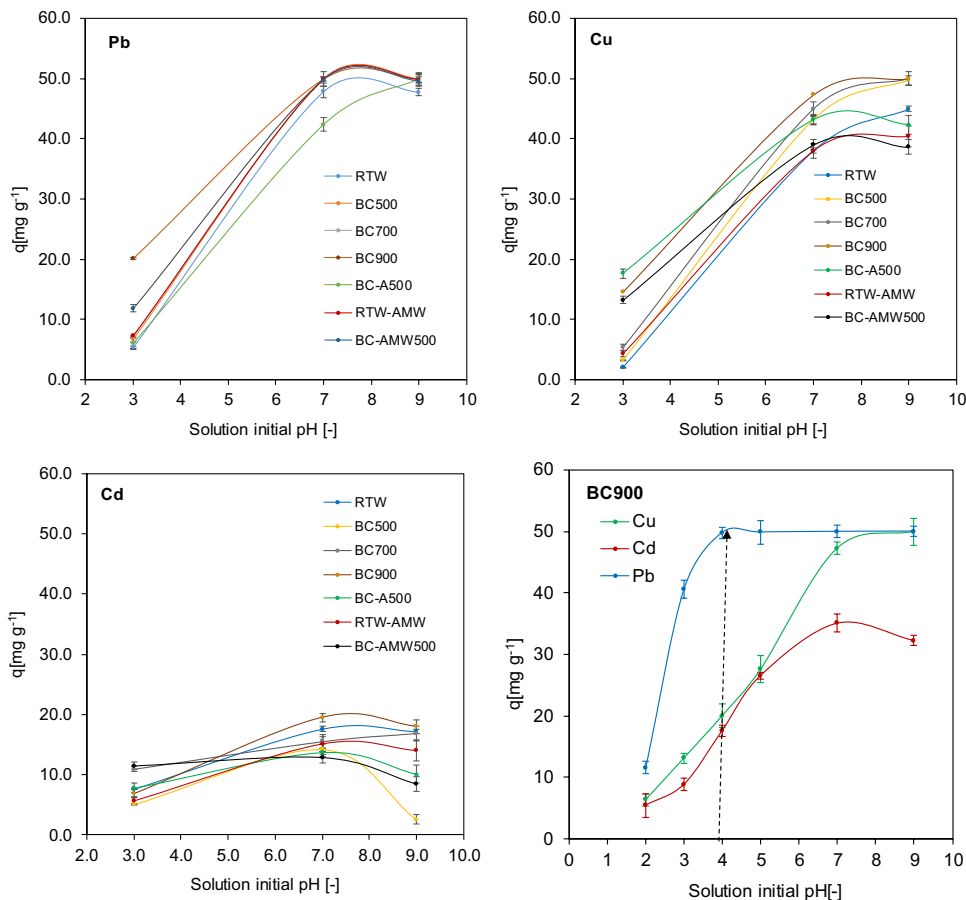 Pb
q[mg g⁻¹]
60.0
50.0
40.0
30.0
20.0
10.0
0.0
RTW
BC500
BC700
BC900
BC-A500
RTW-AMW
BC-AMW500
2 3 4 5 6 7 8 9 10
Solution initial pH [-]
Cu
q[mg g⁻¹]
60.0
50.0
40.0
30.0
20.0
10.0
0.0
RTW
BC500
BC700
BC900
BC-A500
RTW-AMW
BC-AMW500
2 3 4 5 6 7 8 9 10
Solution initial pH [-]
Cd
q[mg g⁻¹]
60.0
50.0
40.0
30.0
20.0
10.0
0.0
RTW
BC500
BC700
BC900
BC-A500
RTW-AMW
BC-AMW500
2.0 3.0 4.0 5.0 6.0 7.0 8.0 9.0 10.0
Solution initial pH [-]
BC900
q[mg g⁻¹]
60
50
40
30
20
10
0
Cu
Cd
Pb
0 1 2 3 4 5 6 7 8 9 10
Solution initial pH[-]